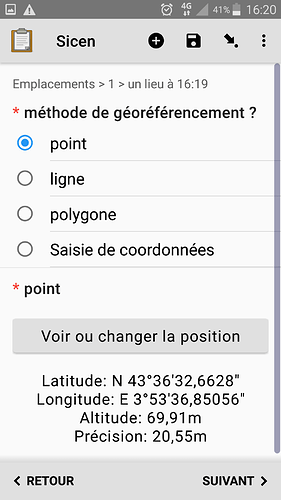 4G 41% 16:20
Sicen
Emplacements > 1 > un lieu à 16:19
* méthode de géoréférencement ?
point
ligne
polygone
Saisie de coordonnées
* point
Voir ou changer la position
Latitude: N 43°36'32,6628"
Longitude: E 3°53'36,85056"
Altitude: 69,91m
Précision: 20,55m
RETOUR SUIVANT